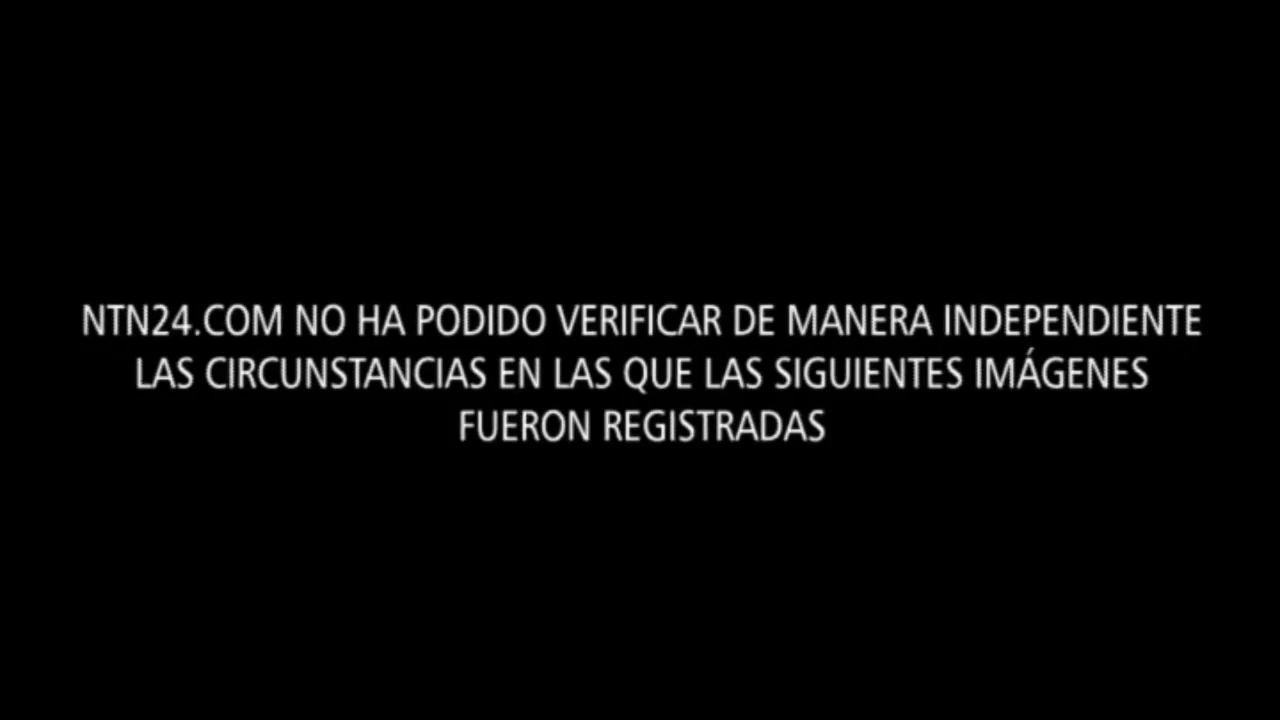 NTN24.COM NO HA PODIDO VERIFICAR DE MANERA INDEPENDIENTE
LAS CIRCUNSTANCIAS EN LAS QUE LAS SIGUIENTES IMÁGENES
FUERON REGISTRADAS